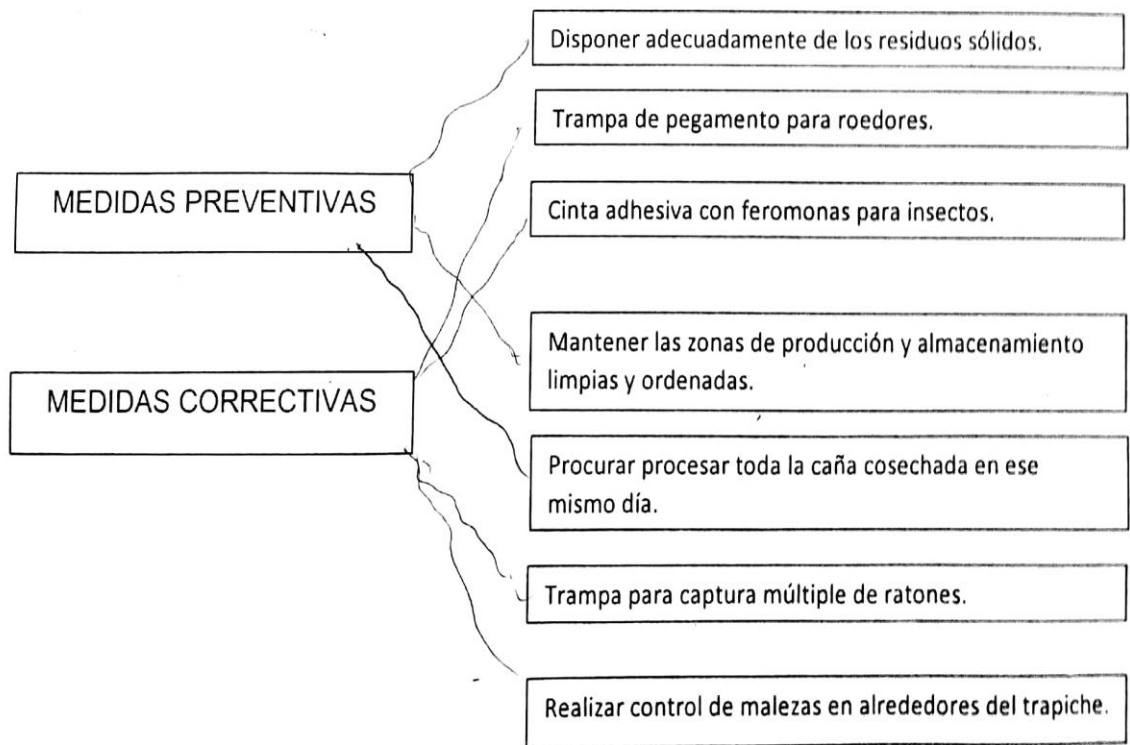 Disponer adecuadamente de los residuos sólidos.
Trampa de pegamento para roedores.
MEDIDAS PREVENTIVAS
Cinta adhesiva con feromonas para insectos.
Mantener las zonas de producción y almacenamiento
limpias y ordenadas.
MEDIDAS CORRECTIVAS
Procurar procesar toda la caña cosechada en ese
mismo día.
Trampa para captura múltiple de ratones.
Realizar control de malezas en alrededores del trapiche.